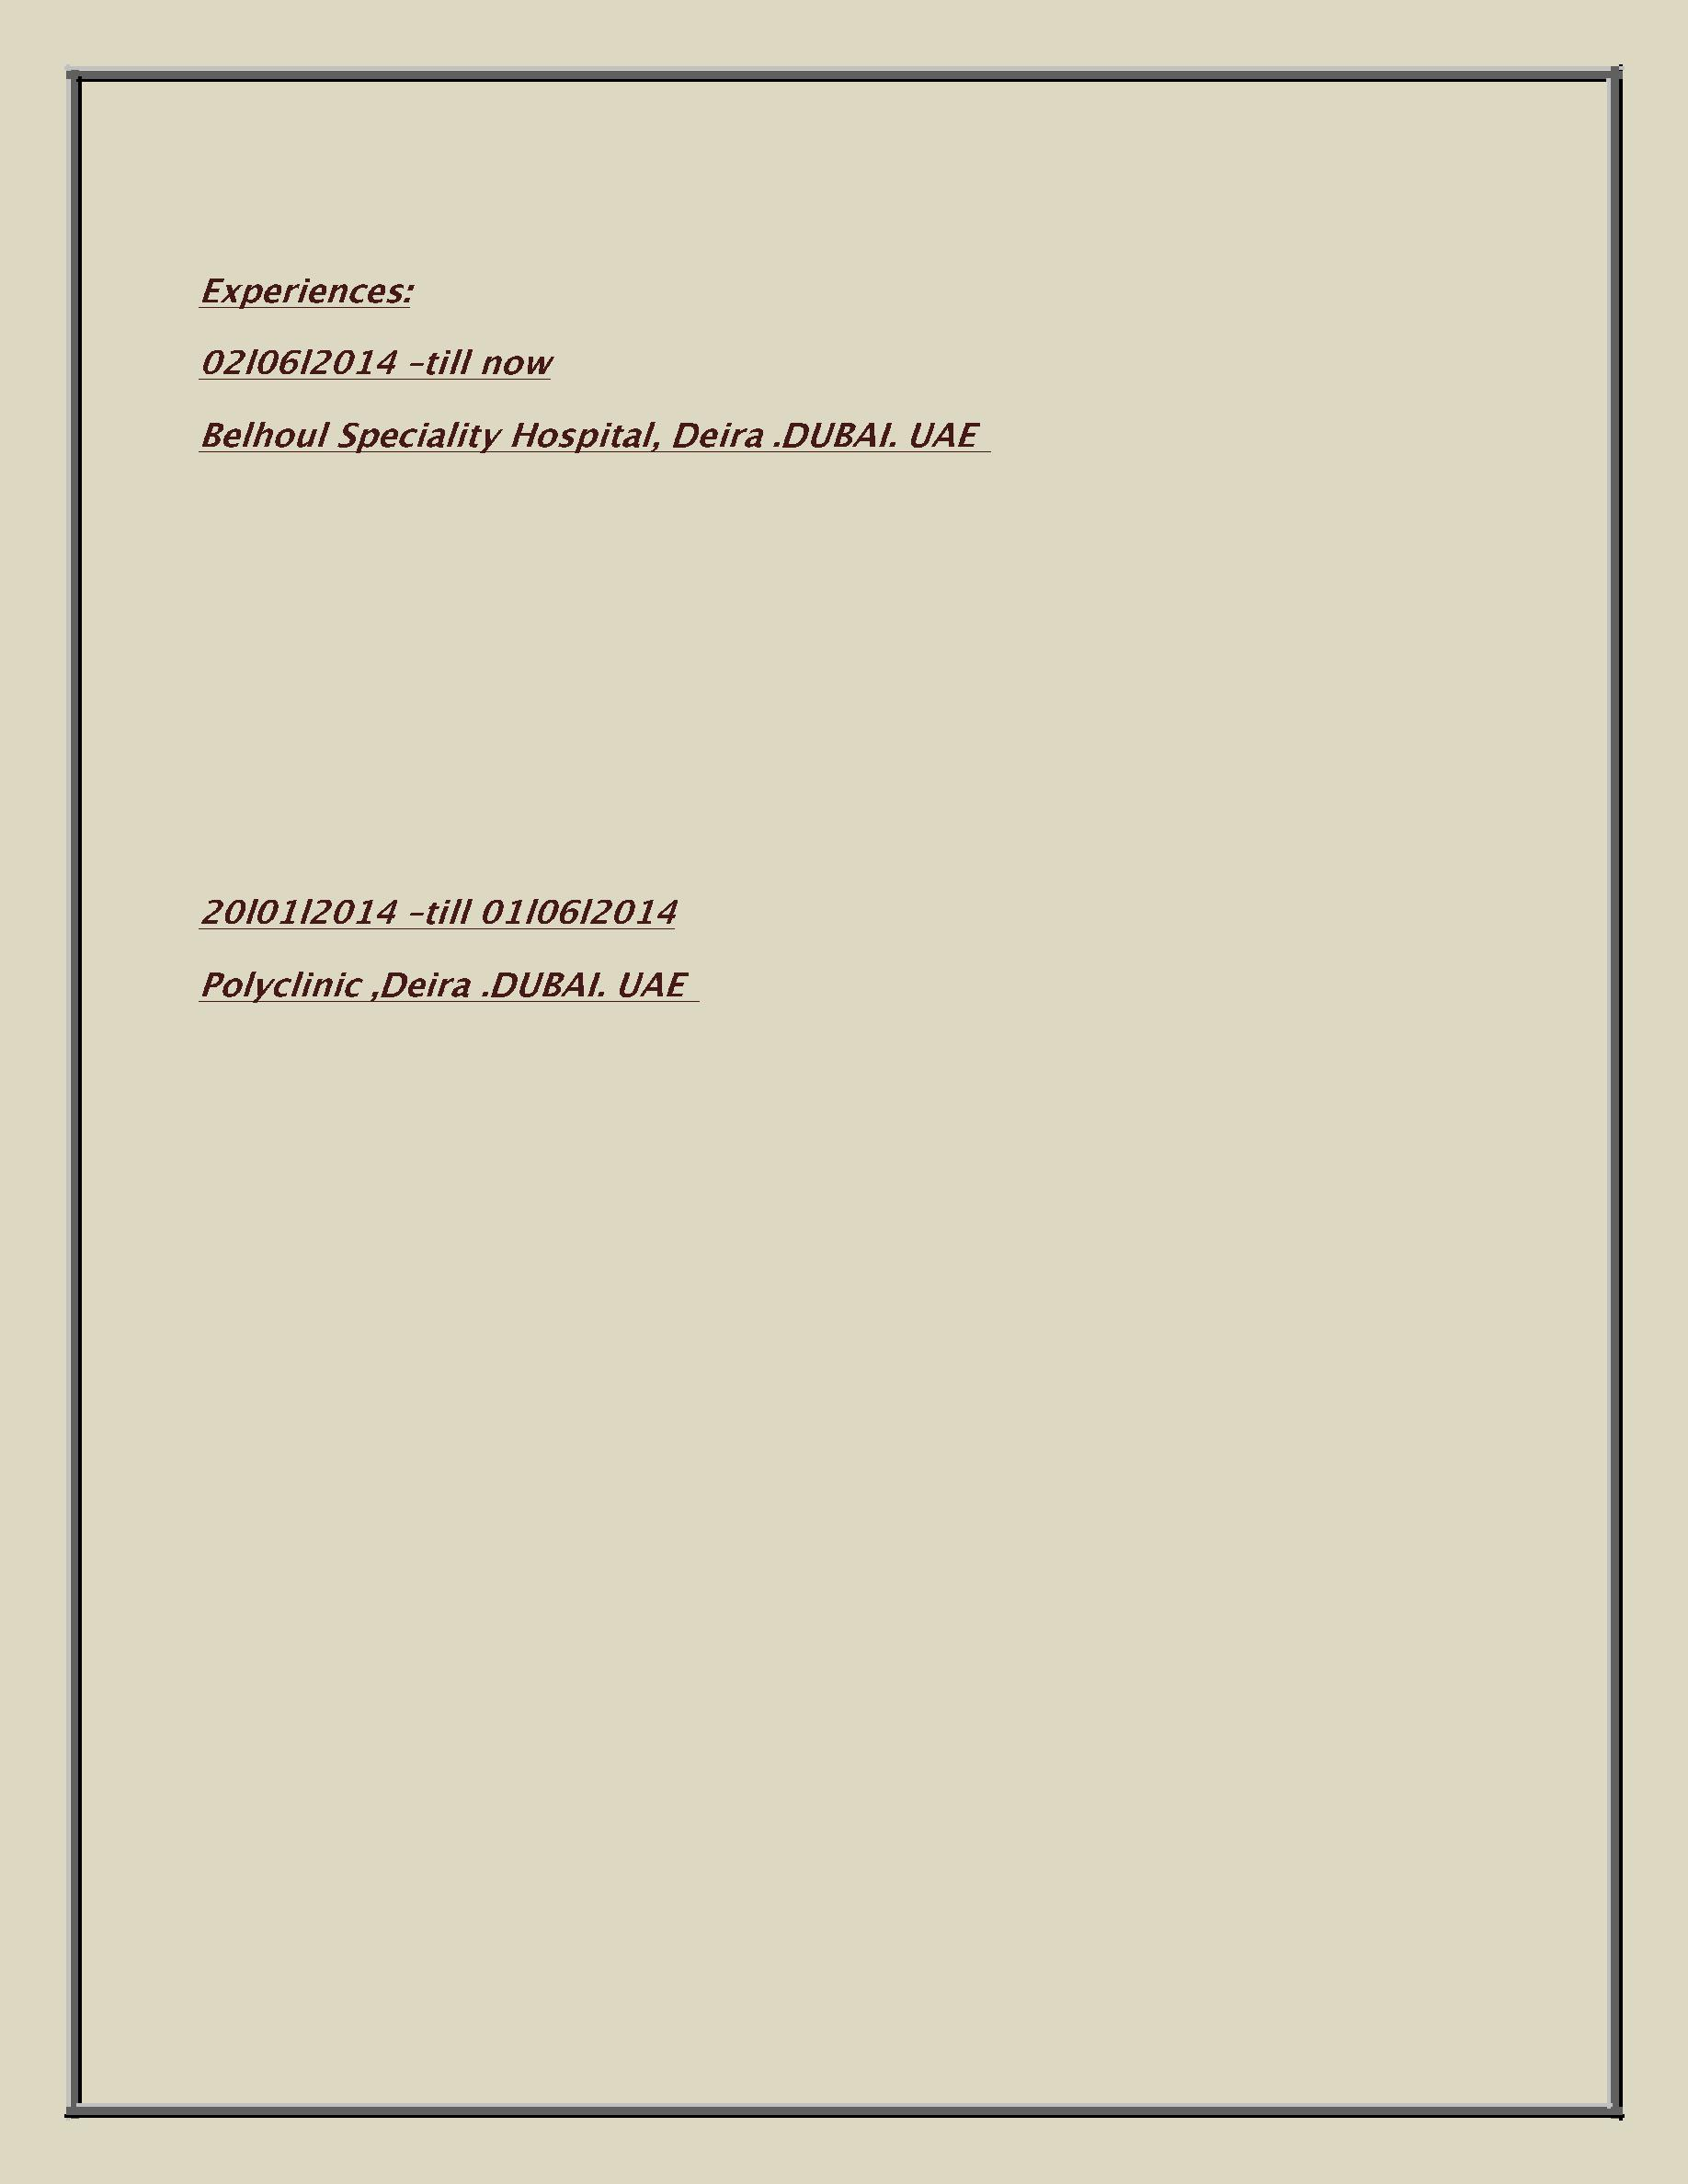 Experiences:
02l06l2014 –till now
Belhoul Speciality Hospital, Deira .DUBAI. UAE
20l01l2014 –till 01l06l2014
Polyclinic ,Deira .DUBAI. UAE